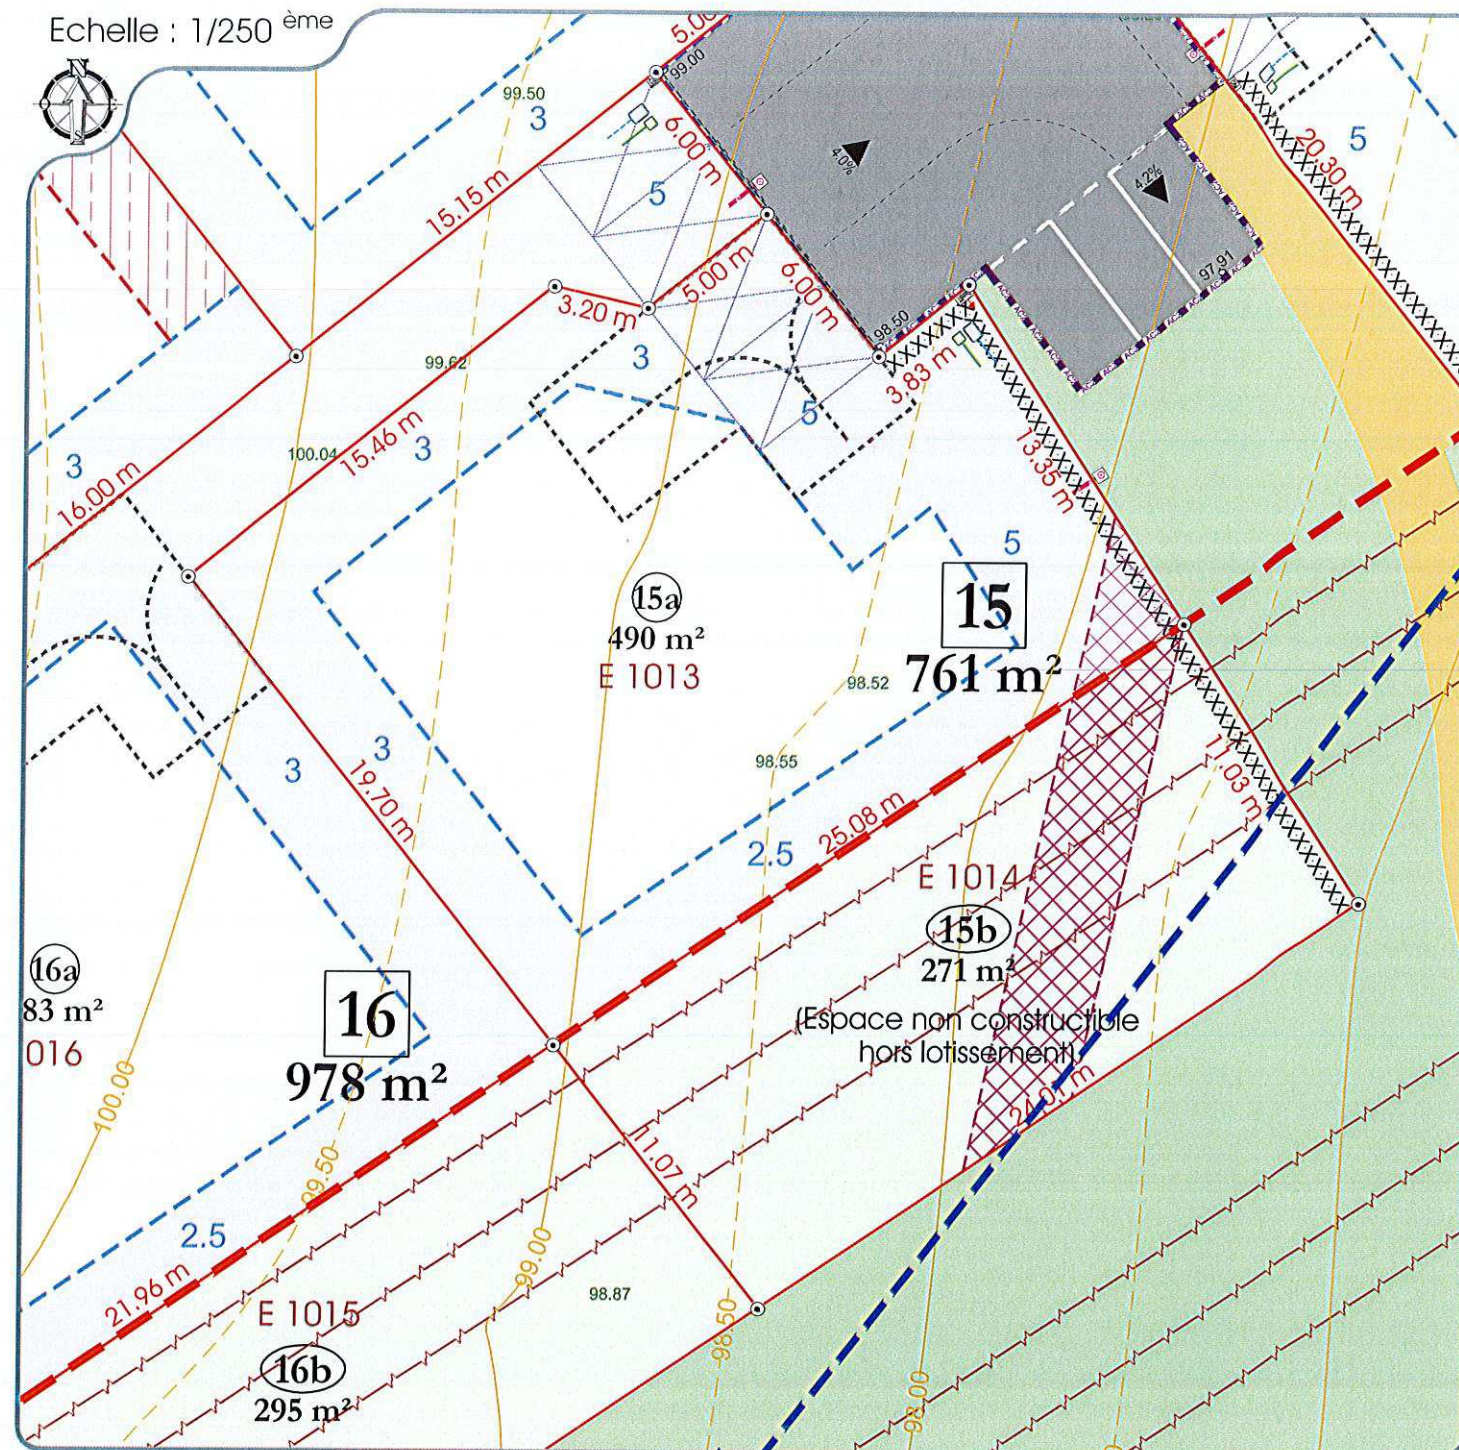 Echelle : 1/250 ème
N
S
5.00
99.00
99.50
3
6.00 m
5
15.15 m
4.0%
4.2%
20.30 m
5
97.91
5.00 m
6.00 m
3.20 m
98.50
3.83 m
99.62
3
5
15.46 m
3
100.04
3
16.00 m
13.35 m
5
15a
490 m²
E 1013
15
761 m²
98.52
98.55
3
3
19.70 m
25.08 m
2.5
11.03 m
E 1014
15b
271 m²
(Espace non constructible
hors lotissement)
16a
83 m²
016
16
978 m²
100.00
99.50
11.07 m
24.01 m
2.5
21.96 m
99.00
98.87
98.50
98.00
E 1015
16b
295 m²